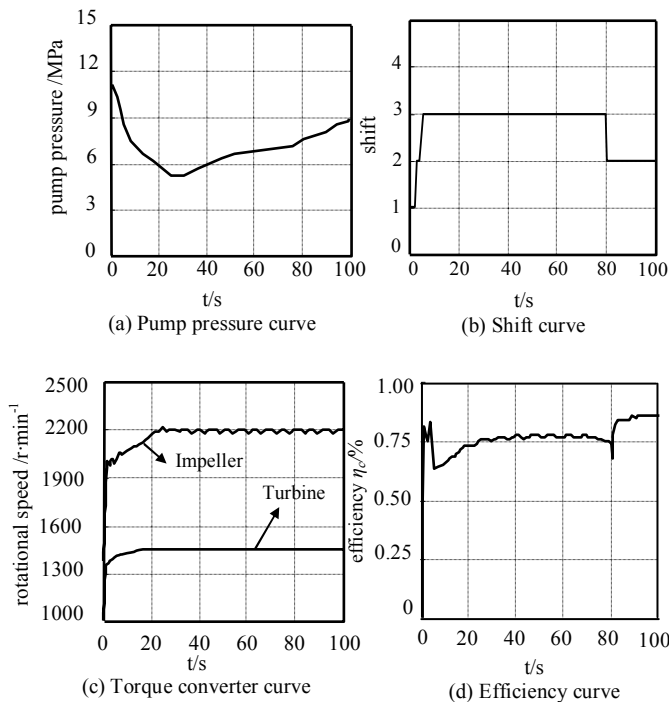 15
12
9
6
3
0
pump pressure /MPa
0 20 40 60 80 100
t/s
(a) Pump pressure curve
5
4
3
2
1
0
shift
20 40 60 80 100
t/s
(b) Shift curve
2500
2200
1900
1600
1300
1000
rotational speed /r·min⁻¹
Impeller
Turbine
0 20 40 60 80 100
t/s
(c) Torque converter curve
1.00
0.75
0.50
0.25
0
efficiency ηc/%
0 20 40 60 80 100
t/s
(d) Efficiency curve